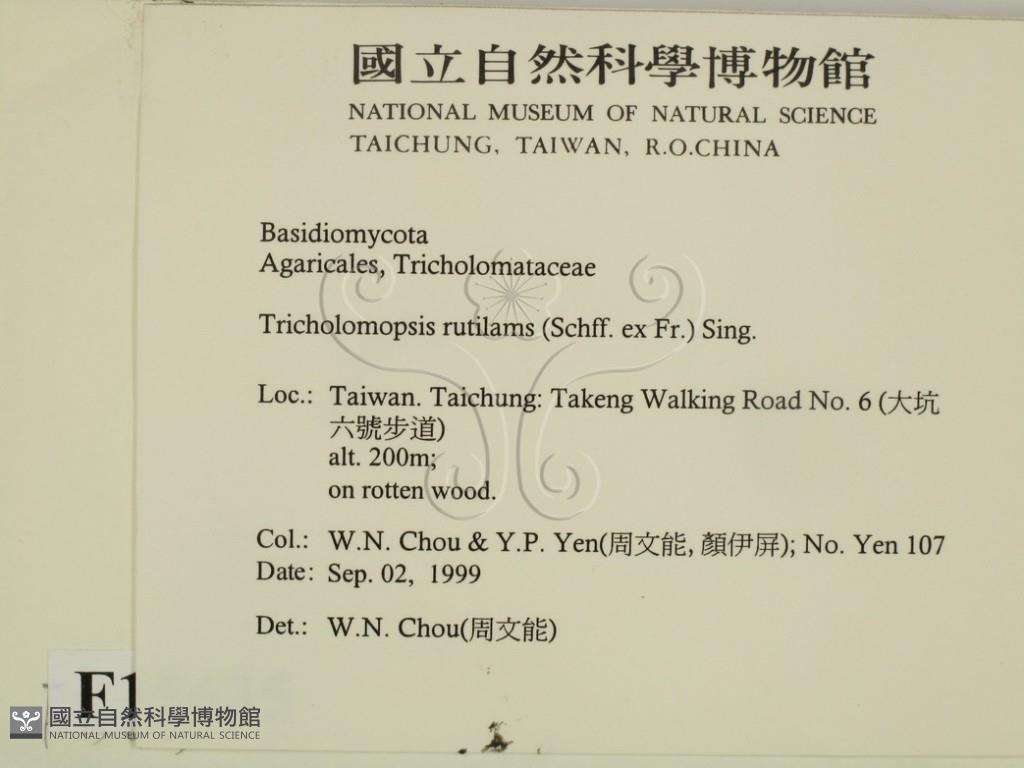 國立自然科學博物館
NATIONAL MUSEUM OF NATURAL SCIENCE
TAICHUNG, TAIWAN, R.O.CHINA
Basidiomycota
Agaricales, Tricholomataceae
Tricholomopsis rutilams (Schff. ex Fr.) Sing.
Loc.: Taiwan. Taichung: Takeng Walking Road No. 6 (大坑
六號步道)
alt. 200m;
on rotten wood.
Col.: W.N. Chou & Y.P. Yen(周文能, 顏伊屏); No. Yen 107
Date: Sep. 02, 1999
Det.: W.N. Chou(周文能)
F1
國立自然科學博物館
NATIONAL MUSEUM OF NATURAL SCIENCE